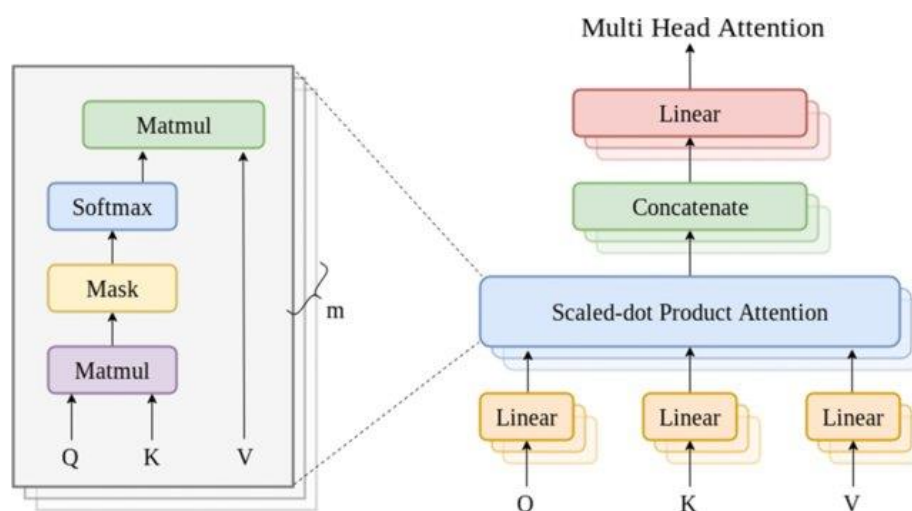 Multi Head Attention
Linear
Concatenate
Scaled-dot Product Attention
Linear Linear Linear
Q K V
Matmul
Softmax
Mask
m
Matmul
Q K V